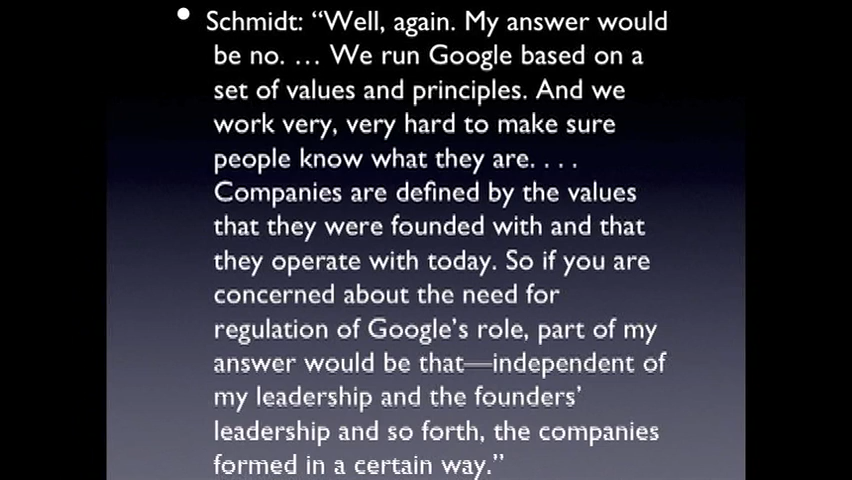 • Schmidt: “Well, again. My answer would
be no. … We run Google based on a
set of values and principles. And we
work very, very hard to make sure
people know what they are. . . .
Companies are defined by the values
that they were founded with and that
they operate with today. So if you are
concerned about the need for
regulation of Google’s role, part of my
answer would be that—independent of
my leadership and the founders’
leadership and so forth, the companies
formed in a certain way.”